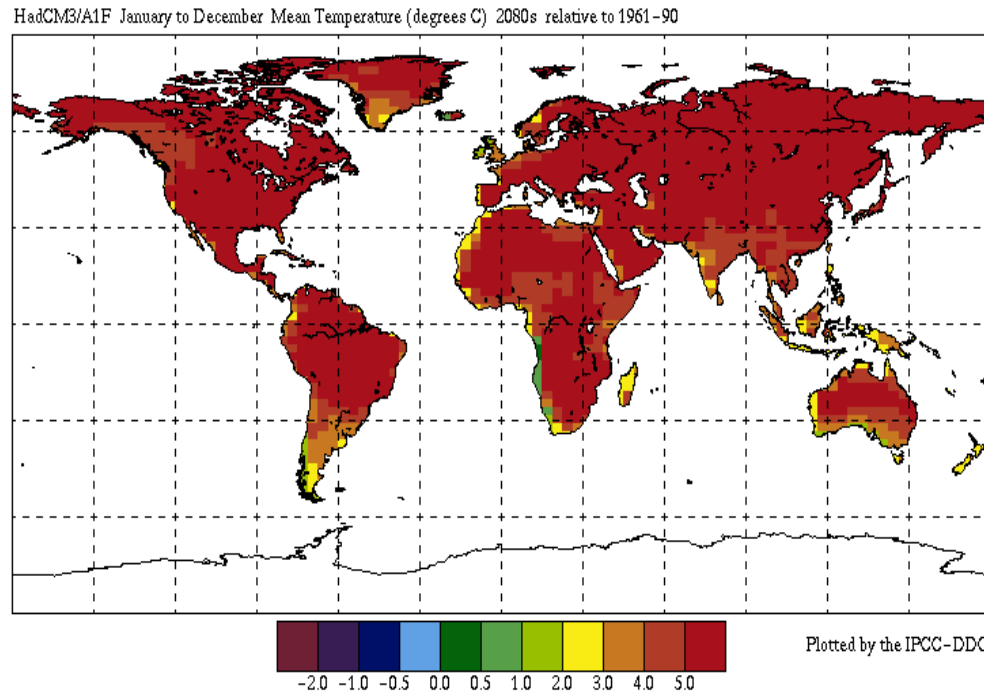 HadCM3/A1F January to December Mean Temperature (degrees C) 2080s relative to 1961-90
-2.0 -1.0 -0.5 0.0 0.5 1.0 2.0 3.0 4.0 5.0
Plotted by the IPCC-DDC